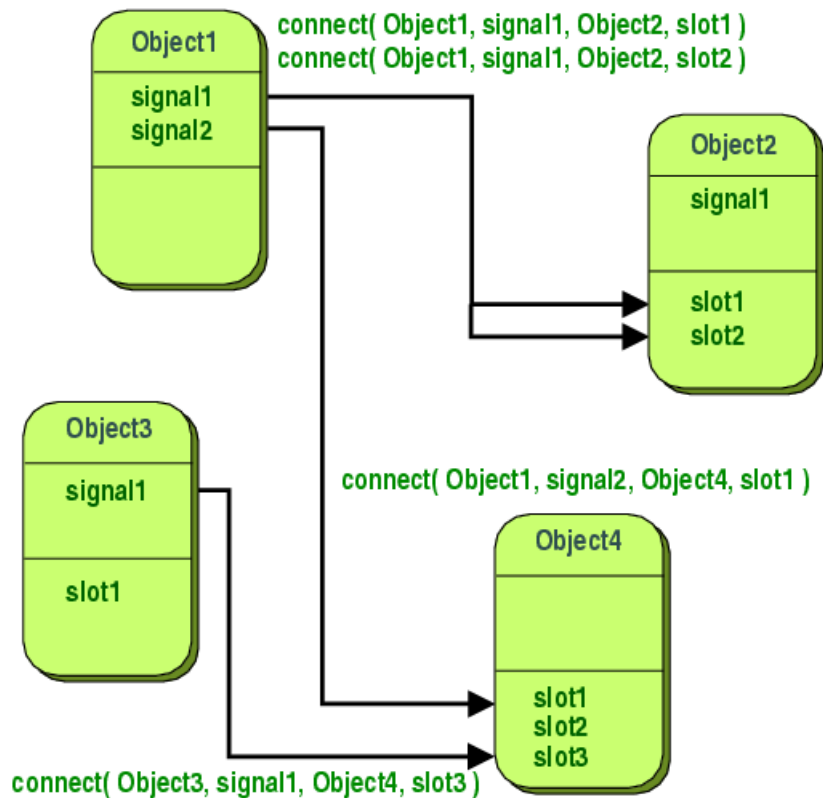 connect( Object1, signal1, Object2, slot1 )
connect( Object1, signal1, Object2, slot2 )
Object1
signal1
signal2
Object2
signal1
slot1
slot2
Object3
signal1
slot1
connect( Object1, signal2, Object4, slot1 )
Object4
slot1
slot2
slot3
connect( Object3, signal1, Object4, slot3 )